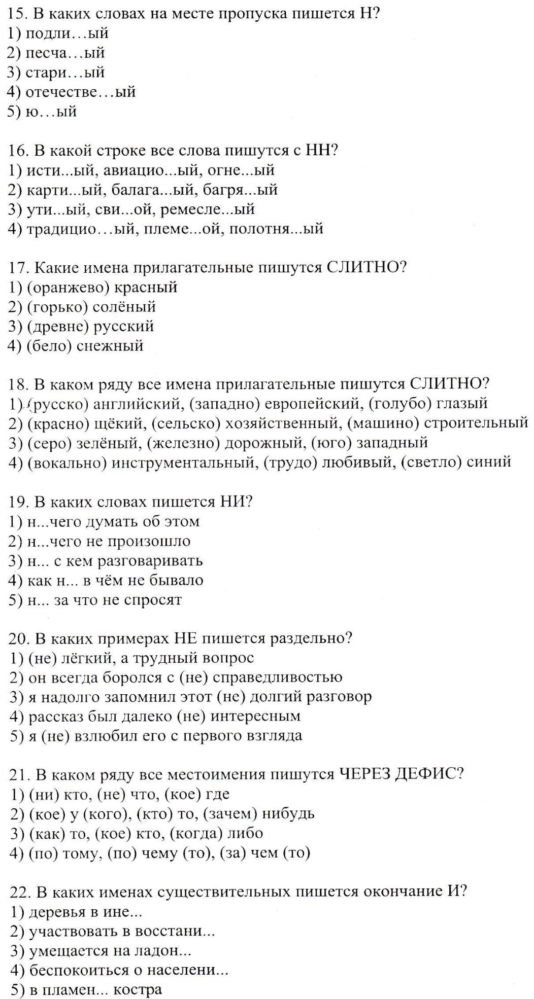 15. В каких словах на месте пропуска пишется Н?
1) подли...ый
2) песча...ый
3) стари...ый
4) отечестве...ый
5) ю...ый
16. В какой строке все слова пишутся с НН?
1) исти...ый, авиацио...ый, огне...ый
2) карти...ый, балага...ый, багря...ый
3) ути...ый, сви...ой, ремесле...ый
4) традицио...ый, племе...ой, полотня...ый
17. Какие имена прилагательные пишутся СЛИТНО?
1) (оранжево) красный
2) (горько) солёный
3) (древне) русский
4) (бело) снежный
18. В каком ряду все имена прилагательные пишутся СЛИТНО?
1) (русско) английский, (западно) европейский, (голубо) глазый
2) (красно) щёкий, (сельско) хозяйственный, (машино) строительный
3) (серо) зелёный, (железно) дорожный, (юго) западный
4) (вокально) инструментальный, (трудо) любивый, (светло) синий
19. В каких словах пишется НИ?
1) н...чего думать об этом
2) н...чего не произошло
3) н... с кем разговаривать
4) как н... в чём не бывало
5) н... за что не спросят
20. В каких примерах НЕ пишется раздельно?
1) (не) лёгкий, а трудный вопрос
2) он всегда боролся с (не) справедливостью
3) я надолго запомнил этот (не) долгий разговор
4) рассказ был далеко (не) интересным
5) я (не) взлюбил его с первого взгляда
21. В каком ряду все местоимения пишутся ЧЕРЕЗ ДЕФИС?
1) (ни) кто, (не) что, (кое) где
2) (кое) у (кого), (кто) то, (зачем) нибудь
3) (как) то, (кое) кто, (когда) либо
4) (по) тому, (по) чему (то), (за) чем (то)
22. В каких именах существительных пишется окончание И?
1) деревья в ине...
2) участвовать в восстани...
3) умещается на ладон...
4) беспокоиться о населени...
5) в пламен... костра